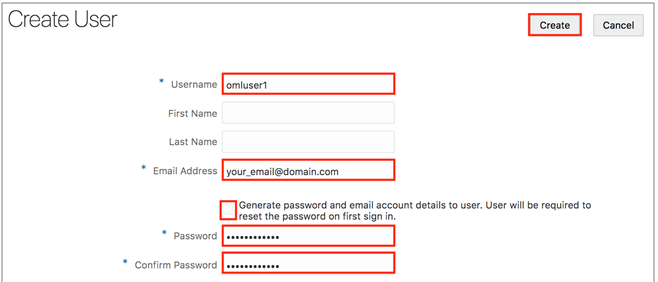 Create User
Create
Cancel
* Username omluser1
First Name
Last Name
* Email Address your_email@domain.com
Generate password and email account details to user. User will be required to
reset the password on first sign in.
* Password ••••••••••••
* Confirm Password ••••••••••••